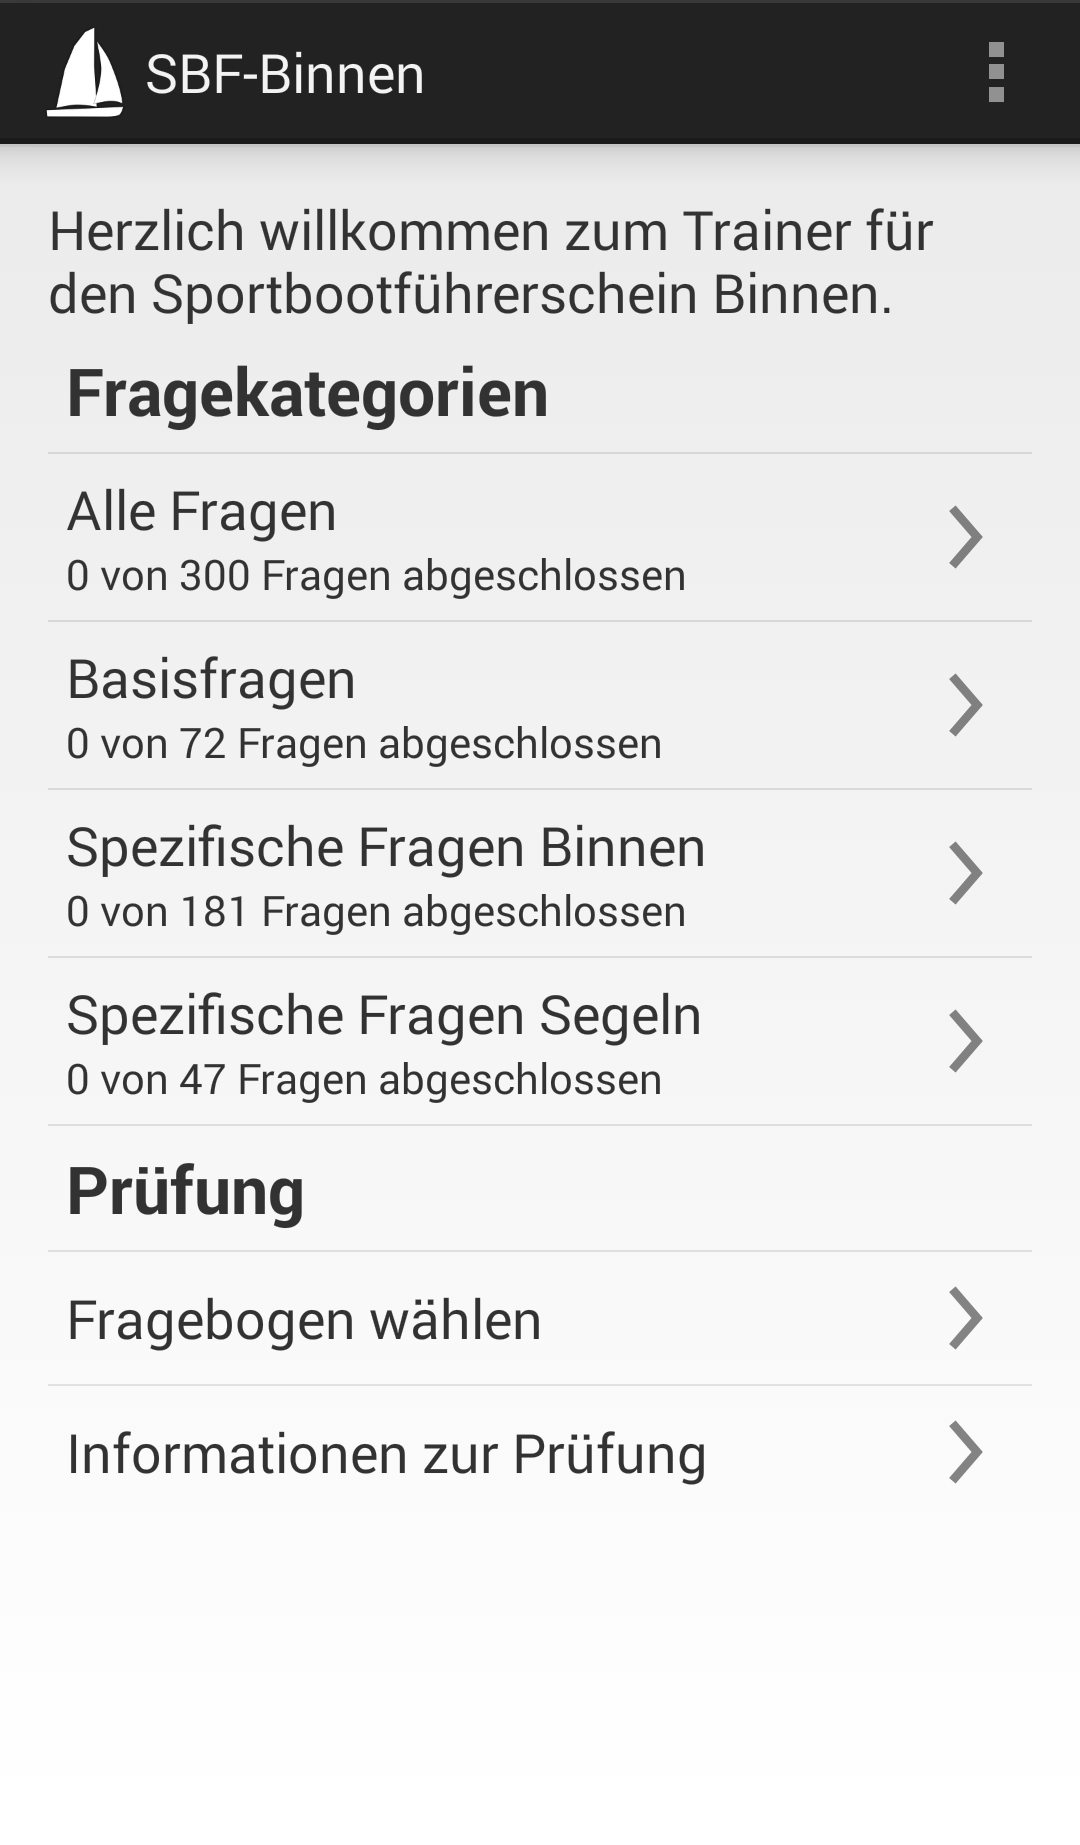 SBF-Binnen
Herzlich willkommen zum Trainer für
den Sportbootführerschein Binnen.
Fragekategorien
Alle Fragen
0 von 300 Fragen abgeschlossen
Basisfragen
0 von 72 Fragen abgeschlossen
Spezifische Fragen Binnen
0 von 181 Fragen abgeschlossen
Spezifische Fragen Segeln
0 von 47 Fragen abgeschlossen
Prüfung
Fragebogen wählen
Informationen zur Prüfung